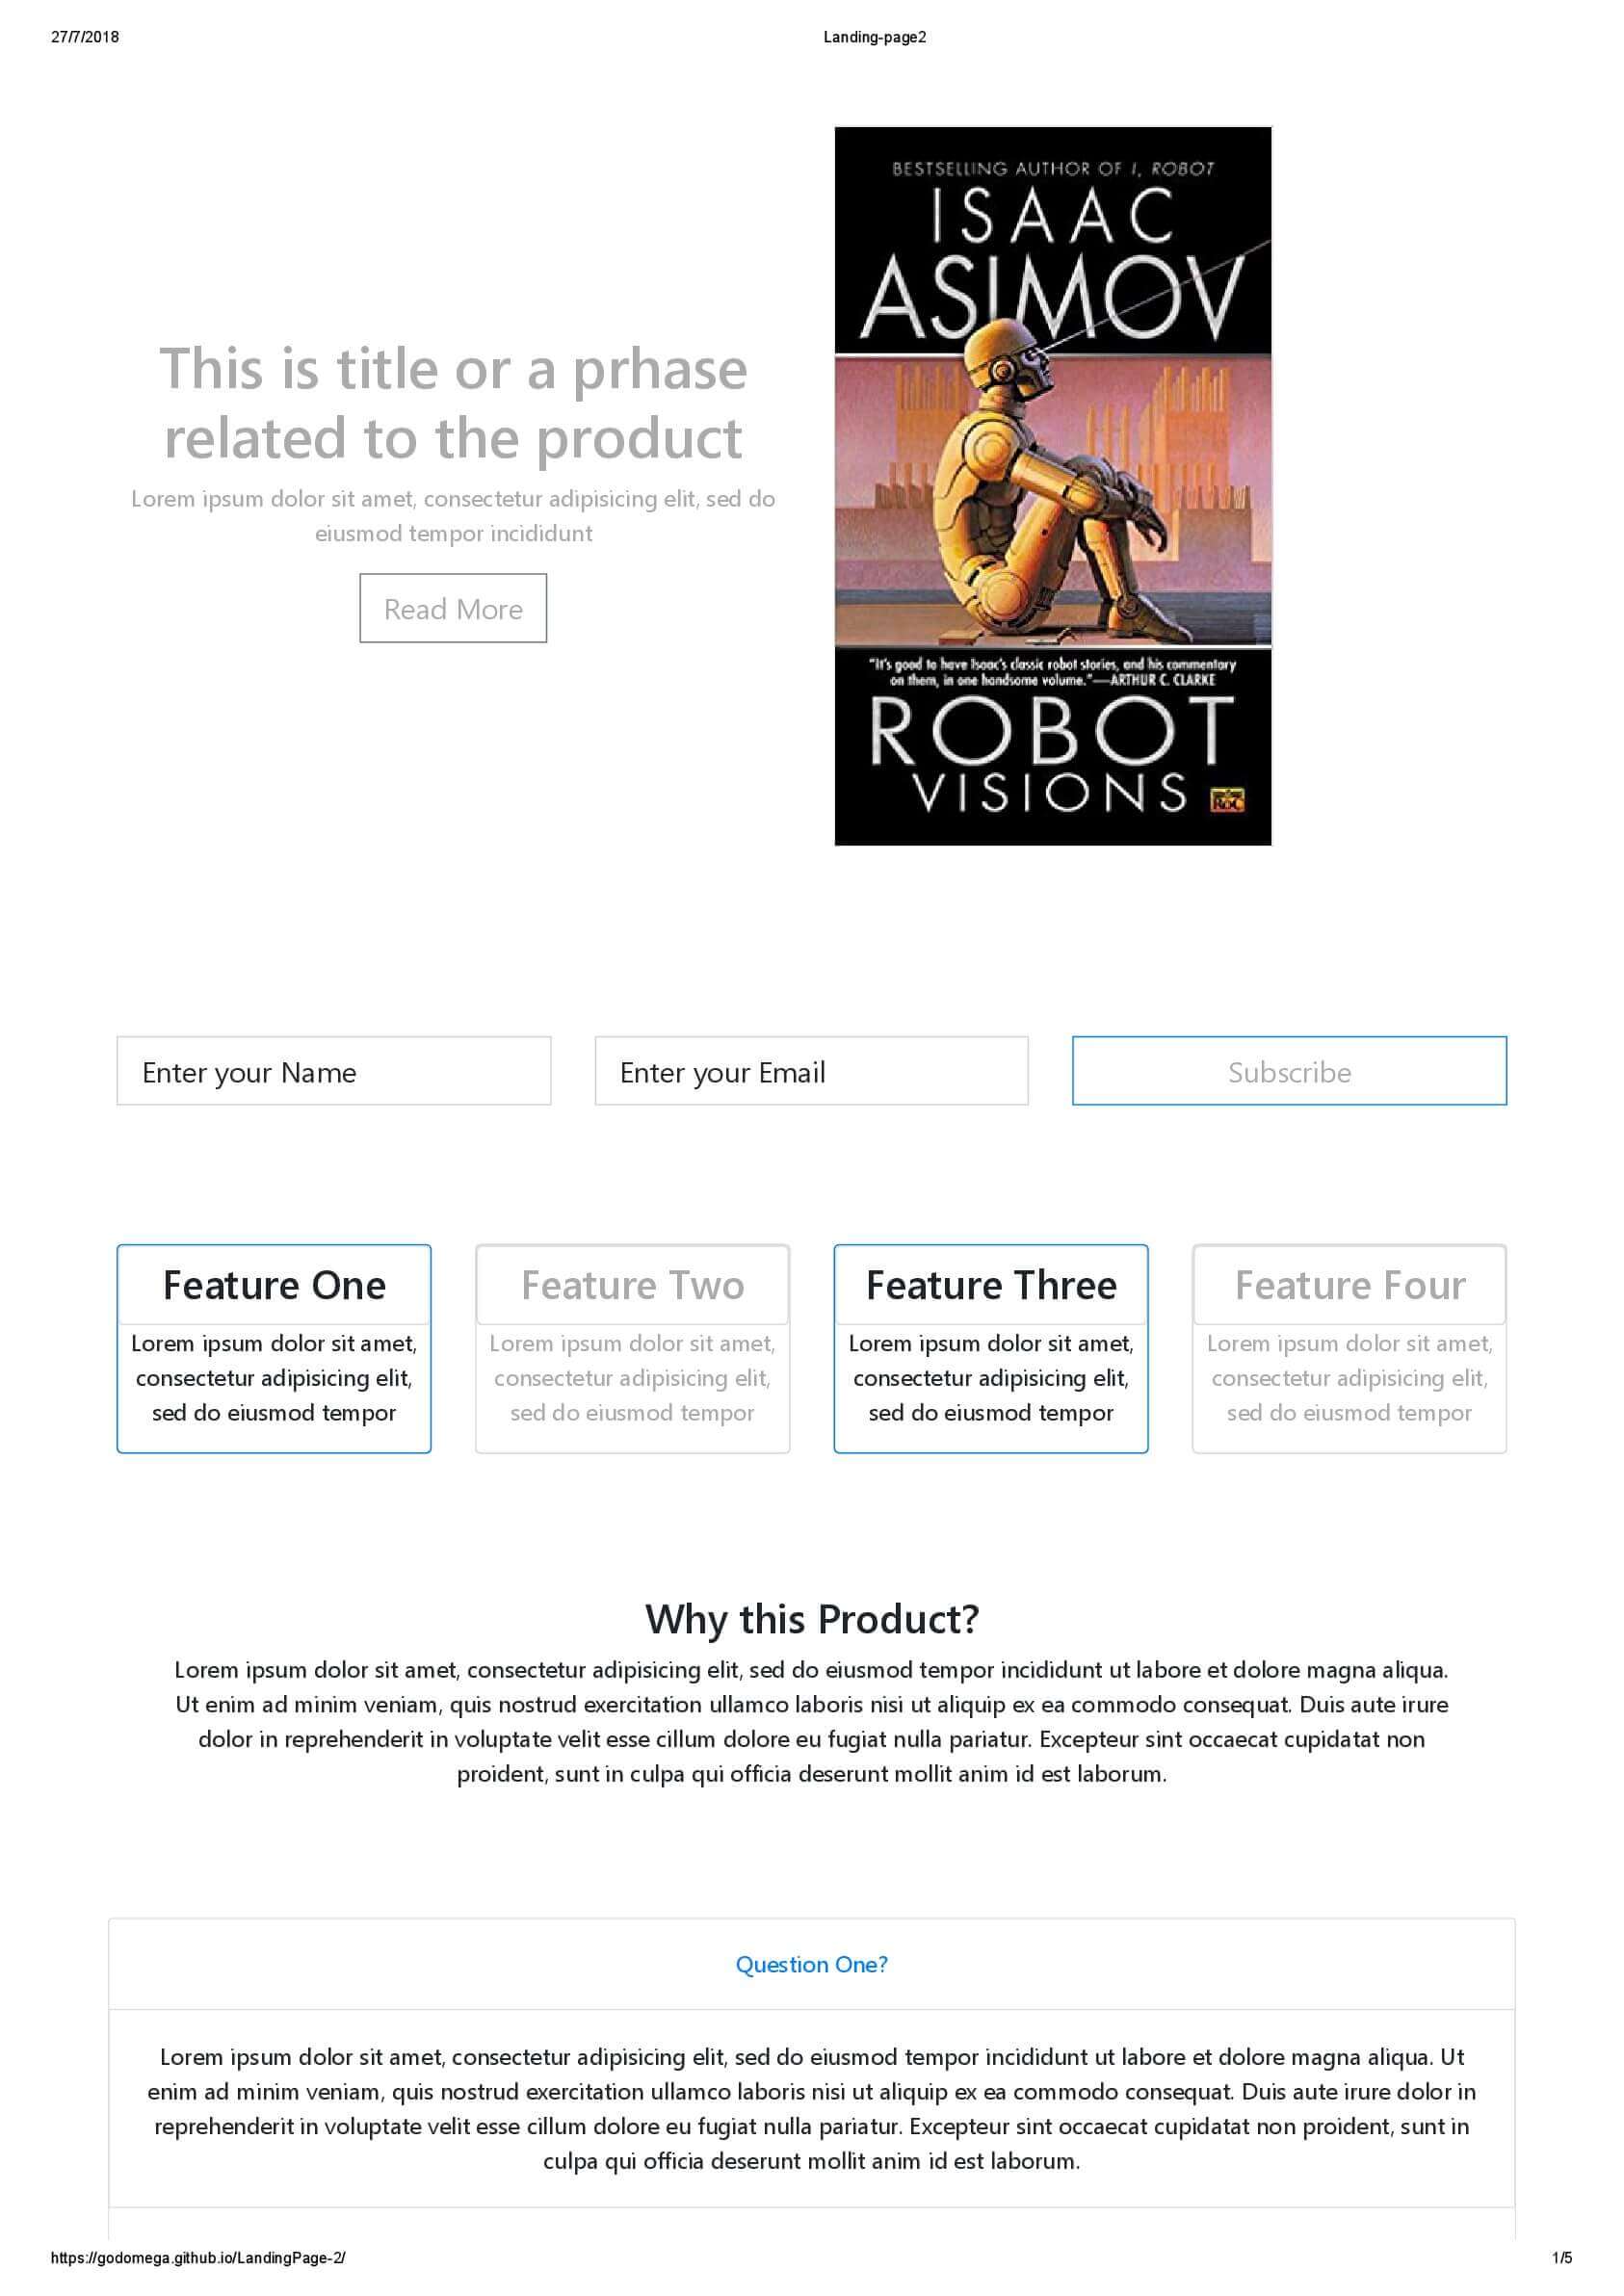 27/7/2018
Landing-page2
BESTSELLING AUTHOR OF I, ROBOT
ISAAC
ASIMOV
This is title or a prhase
related to the product
Lorem ipsum dolor sit amet, consectetur adipisicing elit, sed do
eiusmod tempor incididunt
Read More
"It's good to have Isaac's classic robot stories, and his commentary
on them, in one handsome volume."—ARTHUR C. CLARKE
ROBOT
VISIONS
ROC
Enter your Name
Enter your Email
Subscribe
Feature One
Lorem ipsum dolor sit amet,
consectetur adipisicing elit,
sed do eiusmod tempor
Feature Two
Lorem ipsum dolor sit amet,
consectetur adipisicing elit,
sed do eiusmod tempor
Feature Three
Lorem ipsum dolor sit amet,
consectetur adipisicing elit,
sed do eiusmod tempor
Feature Four
Lorem ipsum dolor sit amet,
consectetur adipisicing elit,
sed do eiusmod tempor
Why this Product?
Lorem ipsum dolor sit amet, consectetur adipisicing elit, sed do eiusmod tempor incididunt ut labore et dolore magna aliqua.
Ut enim ad minim veniam, quis nostrud exercitation ullamco laboris nisi ut aliquip ex ea commodo consequat. Duis aute irure
dolor in reprehenderit in voluptate velit esse cillum dolore eu fugiat nulla pariatur. Excepteur sint occaecat cupidatat non
proident, sunt in culpa qui officia deserunt mollit anim id est laborum.
Question One?
Lorem ipsum dolor sit amet, consectetur adipisicing elit, sed do eiusmod tempor incididunt ut labore et dolore magna aliqua. Ut
enim ad minim veniam, quis nostrud exercitation ullamco laboris nisi ut aliquip ex ea commodo consequat. Duis aute irure dolor in
reprehenderit in voluptate velit esse cillum dolore eu fugiat nulla pariatur. Excepteur sint occaecat cupidatat non proident, sunt in
culpa qui officia deserunt mollit anim id est laborum.
https://godomega.github.io/LandingPage-2/
1/5